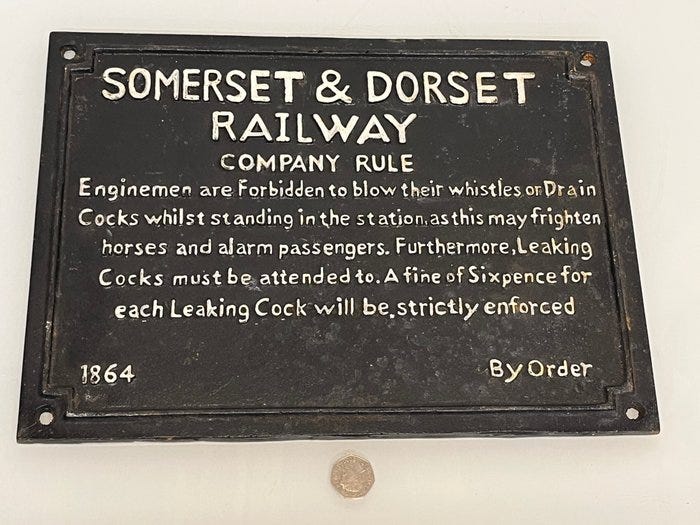 SOMERSET & DORSET
RAILWAY
COMPANY RULE
Enginemen are Forbidden to blow their whistles or Drain
Cocks whilst standing in the station, as this may frighten
horses and alarm passengers. Furthermore, Leaking
Cocks must be attended to. A fine of Sixpence for
each Leaking Cock will be strictly enforced
1864 By Order